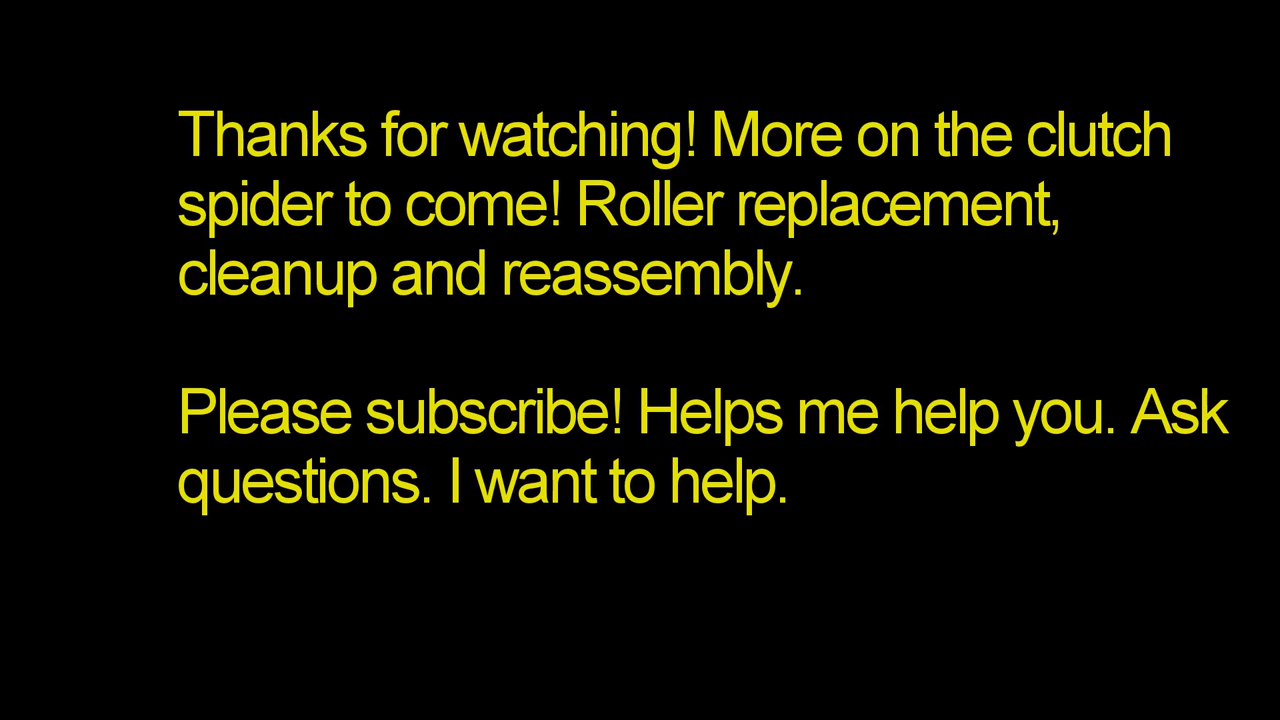 Thanks for watching! More on the clutch
spider to come! Roller replacement,
cleanup and reassembly.
Please subscribe! Helps me help you. Ask
questions. I want to help.